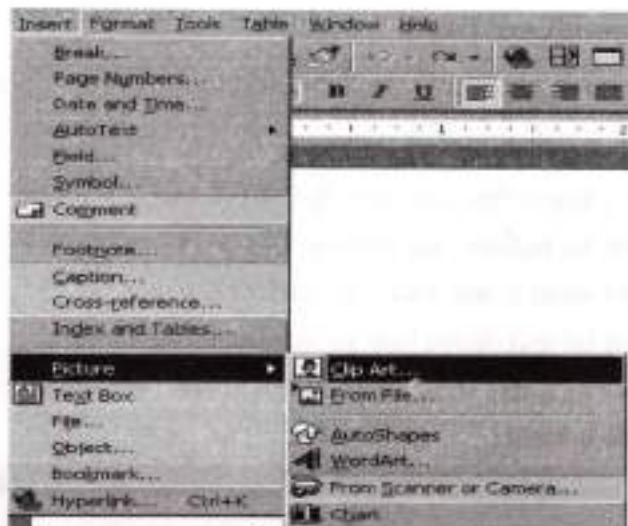 Insert Format Tools Table Window Help
Break...
Page Numbers...
B I U
Date and Time...
AutoText
1 2
Field...
Symbol...
Comment
Footnote...
Caption...
Cross-reference...
Index and Tables...
Picture
Clip Art...
Text Box
From File...
File...
Object...
AutoShapes
Bookmark...
WordArt...
Hyperlink... Ctrl+K
From Scanner or Camera...
Chart